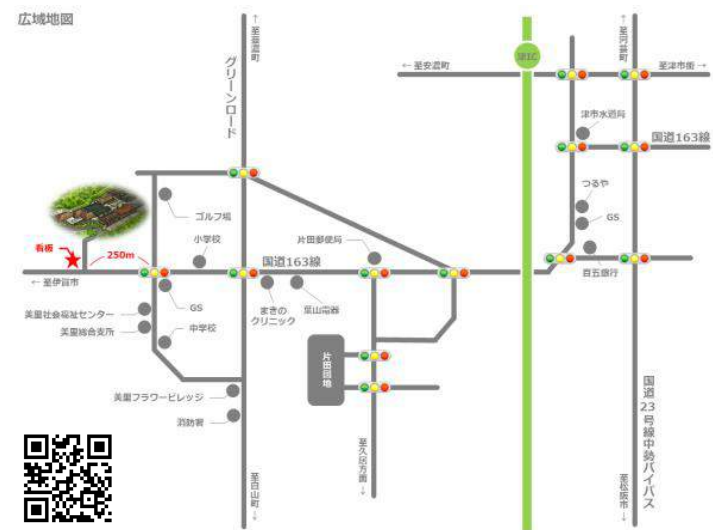 広域地図
↑至芸濃町
グリーンロード
↑至河芸町
←至安濃町
至津市街→
津市水道局
国道163線
つるや
GS
百五銀行
ゴルフ場
小学校
国道163線
片田郵便局
看板
250m
←至伊賀市
GS
まきの
クリニック
葉山電器
美里社会福祉センター
美里総合支所
中学校
片田団地
美里フラワービレッジ
消防署
国道23号線中勢バイパス
至久居方面→
至白山町→
至松阪市→